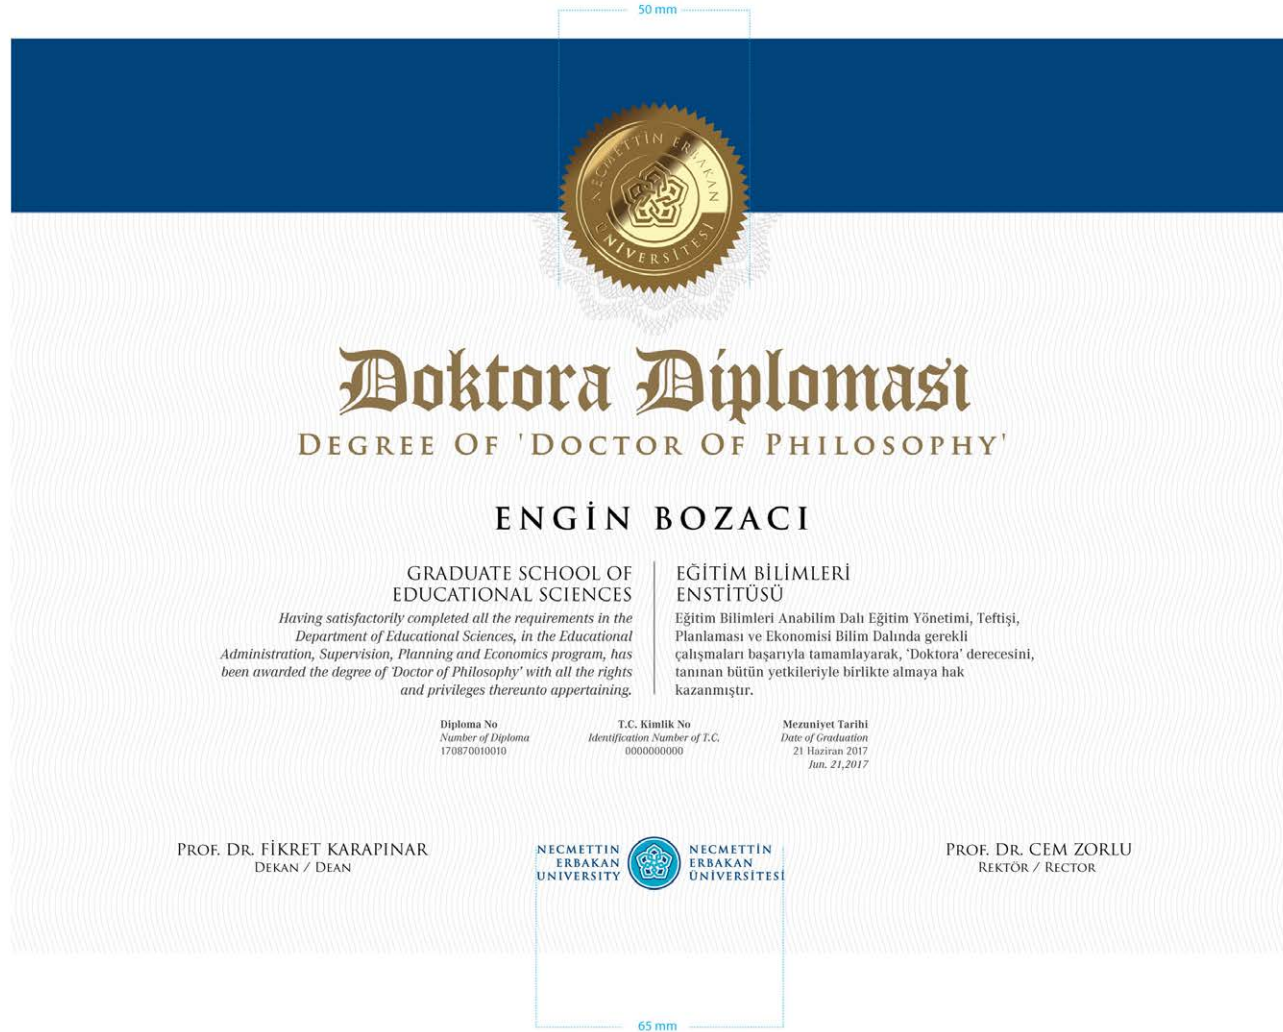 50 mm
NECMETTİN ERBAKAN
ÜNİVERSİTESİ
Doktora Diploması
DEGREE OF 'DOCTOR OF PHILOSOPHY'
ENGİN BOZACI
GRADUATE SCHOOL OF
EDUCATIONAL SCIENCES
Having satisfactorily completed all the requirements in the
Department of Educational Sciences, in the Educational
Administration, Supervision, Planning and Economics program, has
been awarded the degree of 'Doctor of Philosophy' with all the rights
and privileges thereunto appertaining.
EĞİTİM BİLİMLERİ
ENSTİTÜSÜ
Eğitim Bilimleri Anabilim Dalı Eğitim Yönetimi, Teftişi,
Planlaması ve Ekonomisi Bilim Dalında gerekli
çalışmaları başarıyla tamamlayarak, 'Doktora' derecesini,
tanınan bütün yetkileriyle birlikte almaya hak
kazanmıştır.
Diploma No
Number of Diploma
170870010010
T.C. Kimlik No
Identification Number of T.C.
0000000000
Mezuniyet Tarihi
Date of Graduation
21 Haziran 2017
Jun. 21,2017
PROF. DR. FİKRET KARAPINAR
DEKAN / DEAN
NECMETTIN
ERBAKAN
UNIVERSITY
NECMETTİN
ERBAKAN
ÜNİVERSİTESİ
PROF. DR. CEM ZORLU
REKTÖR / RECTOR
65 mm